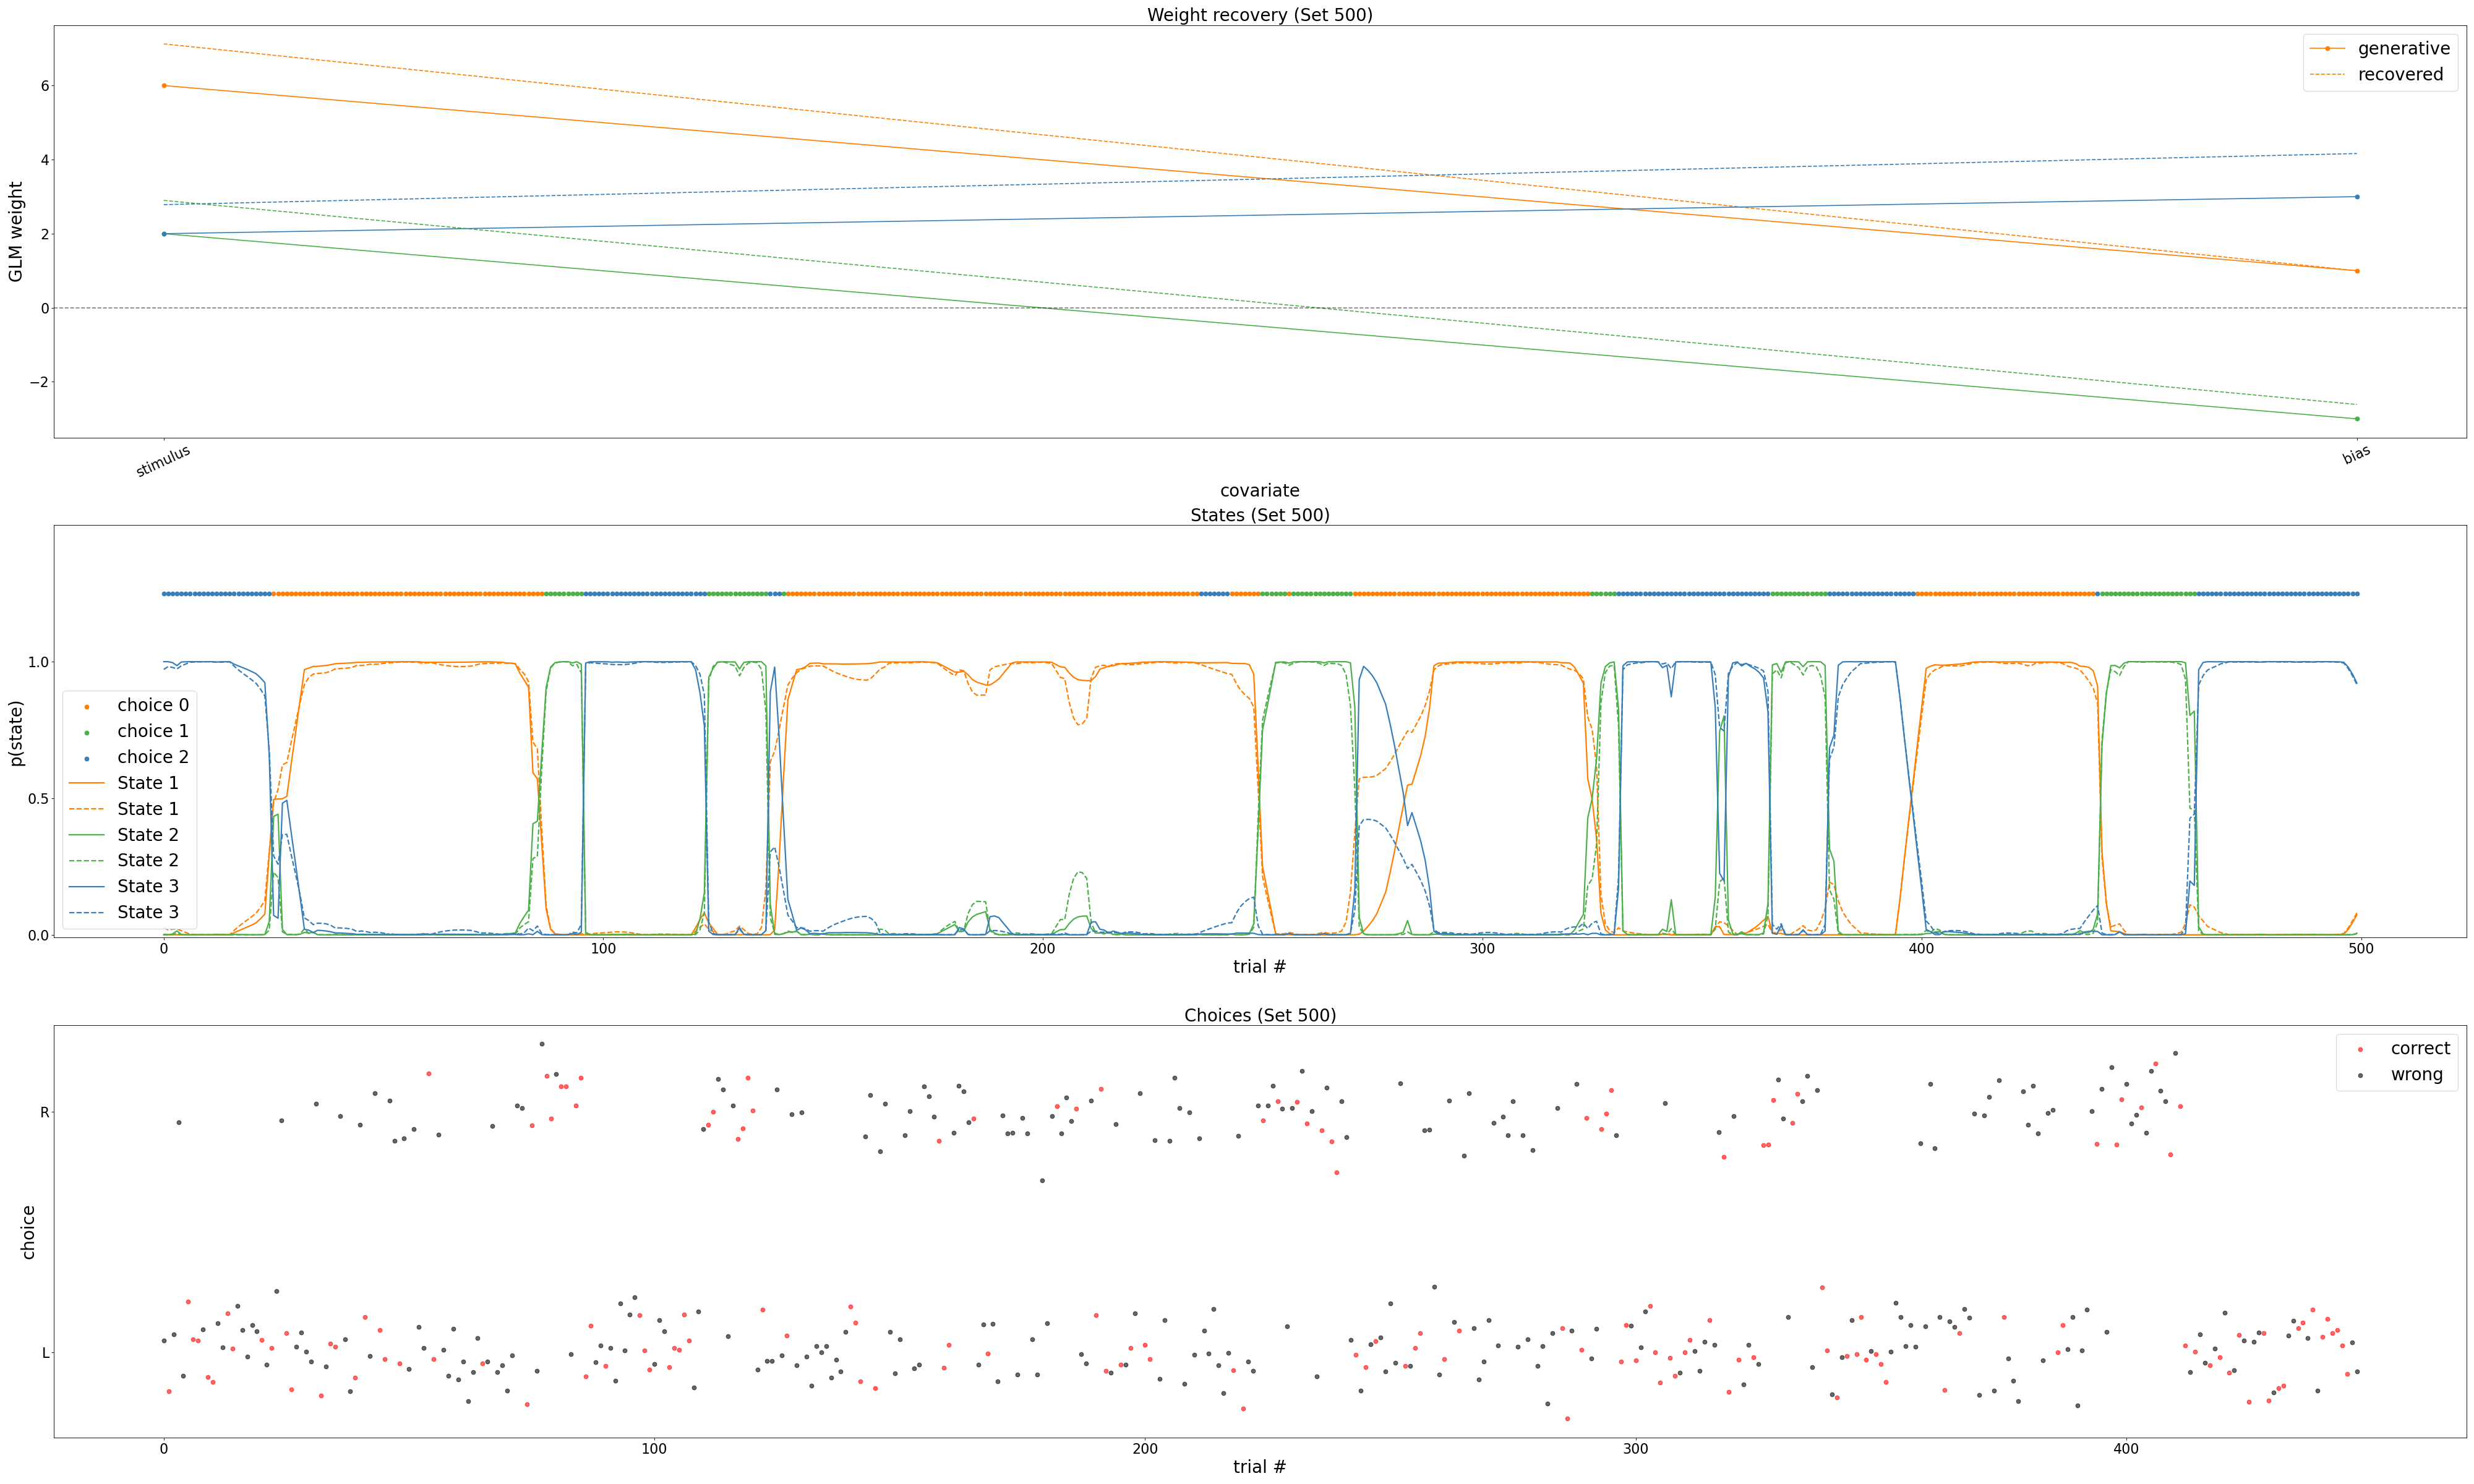 Weight recovery (Set 500)
generative
recovered
GLM weight
6
4
2
0
−2
stimulus
bias
covariate
States (Set 500)
p(state)
1.0
0.5
0.0
choice 0
choice 1
choice 2
State 1
State 1
State 2
State 2
State 3
State 3
0 100 200 300 400 500
trial #
Choices (Set 500)
correct
wrong
choice
R
L
0 100 200 300 400
trial #